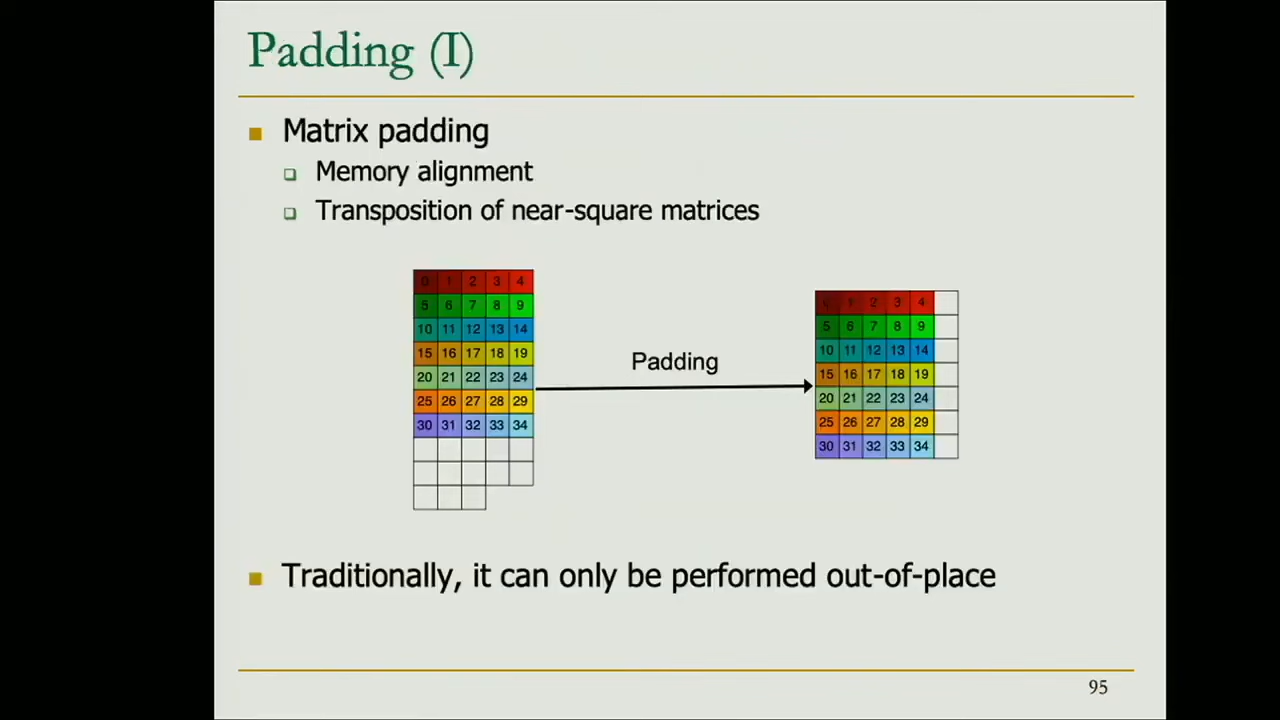 Padding (I)
Matrix padding
Memory alignment
Transposition of near-square matrices
0 1 2 3 4
5 6 7 8 9
10 11 12 13 14
15 16 17 18 19
20 21 22 23 24
25 26 27 28 29
30 31 32 33 34
Padding
1 2 3 4
5 6 7 8 9
10 11 12 13 14
15 16 17 18 19
20 21 22 23 24
25 26 27 28 29
30 31 32 33 34
Traditionally, it can only be performed out-of-place
95